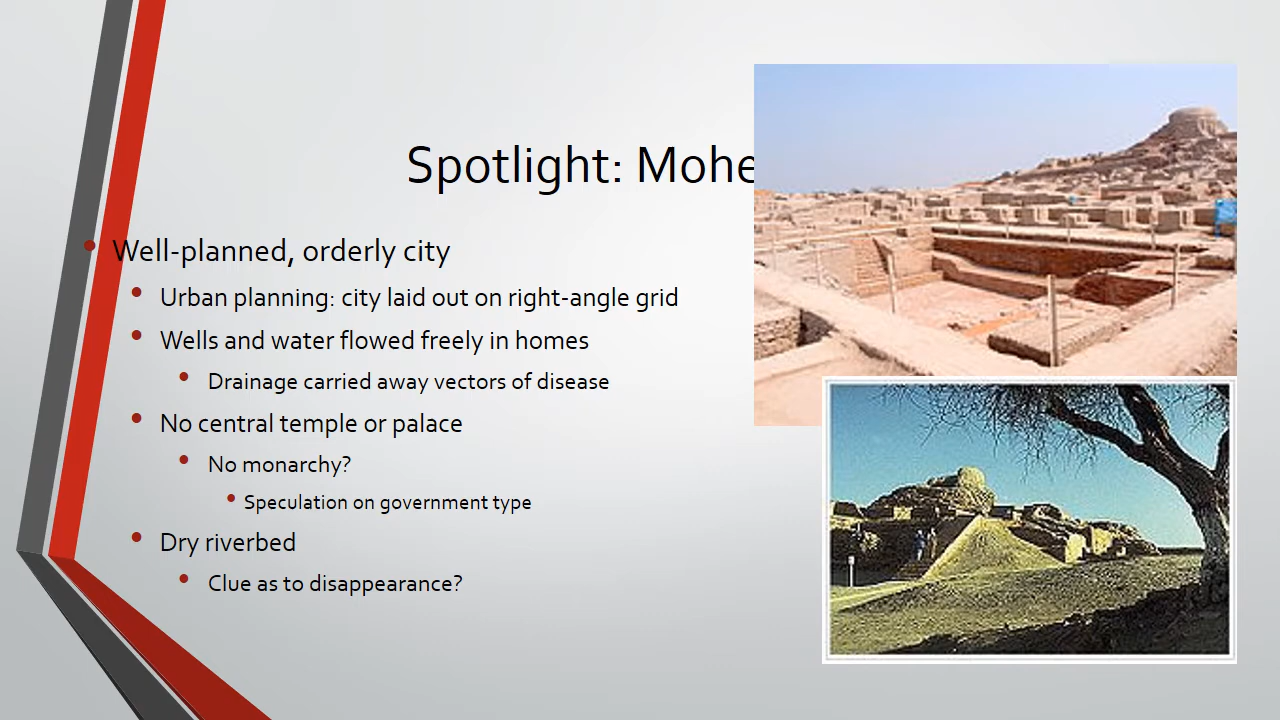 Spotlight: Mohe
Well-planned, orderly city
Urban planning: city laid out on right-angle grid
Wells and water flowed freely in homes
Drainage carried away vectors of disease
No central temple or palace
No monarchy?
Speculation on government type
Dry riverbed
Clue as to disappearance?